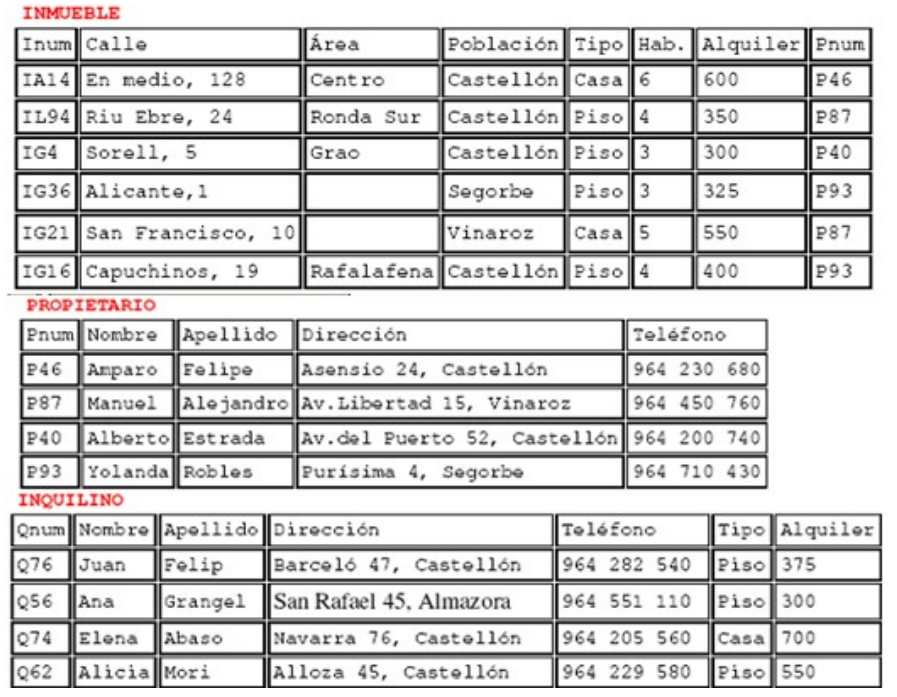 INMUEBLE
Inum Calle Área Población Tipo Hab. Alquiler Pnum
IA14 En medio, 128 Centro Castellón Casa 6 600 P46
IL94 Riu Ebre, 24 Ronda Sur Castellón Piso 4 350 P87
IG4 Sorell, 5 Grao Castellón Piso 3 300 P40
IG36 Alicante,1 Segorbe Piso 3 325 P93
IG21 San Francisco, 10 Vinaroz Casa 5 550 P87
IG16 Capuchinos, 19 Rafalafena Castellón Piso 4 400 P93
PROPIETARIO
Pnum Nombre Apellido Dirección Teléfono
P46 Amparo Felipe Asensio 24, Castellón 964 230 680
P87 Manuel Alejandro Av.Libertad 15, Vinaroz 964 450 760
P40 Alberto Estrada Av.del Puerto 52, Castellón 964 200 740
P93 Yolanda Robles Purísima 4, Segorbe 964 710 430
INQUILINO
Qnum Nombre Apellido Dirección Teléfono Tipo Alquiler
Q76 Juan Felip Barceló 47, Castellón 964 282 540 Piso 375
Q56 Ana Grangel San Rafael 45, Almazora 964 551 110 Piso 300
Q74 Elena Abaso Navarra 76, Castellón 964 205 560 Casa 700
Q62 Alicia Mori Alloza 45, Castellón 964 229 580 Piso 550